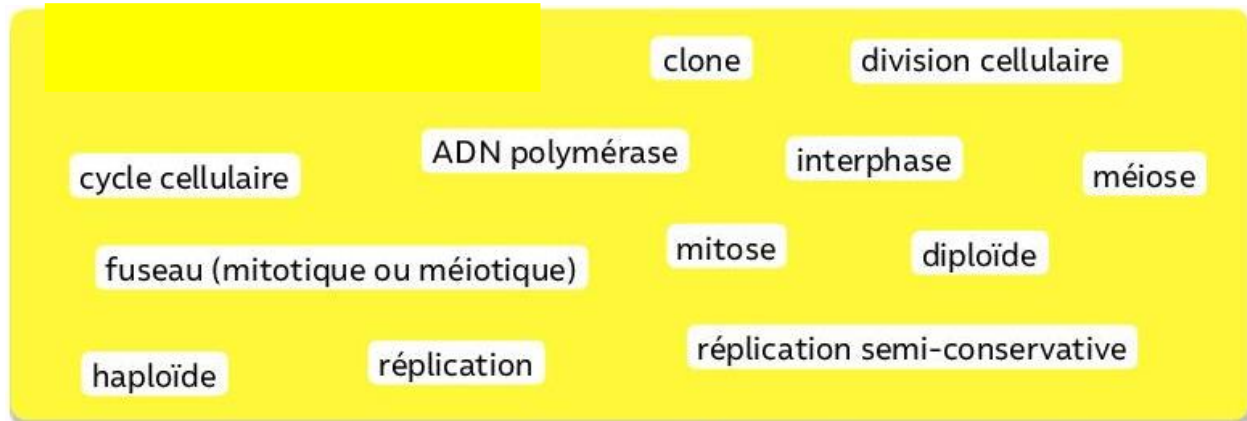 clone
division cellulaire
ADN polymérase
interphase
cycle cellulaire
méiose
mitose
diploïde
fuseau (mitotique ou méiotique)
réplication semi-conservative
réplication
haploïde